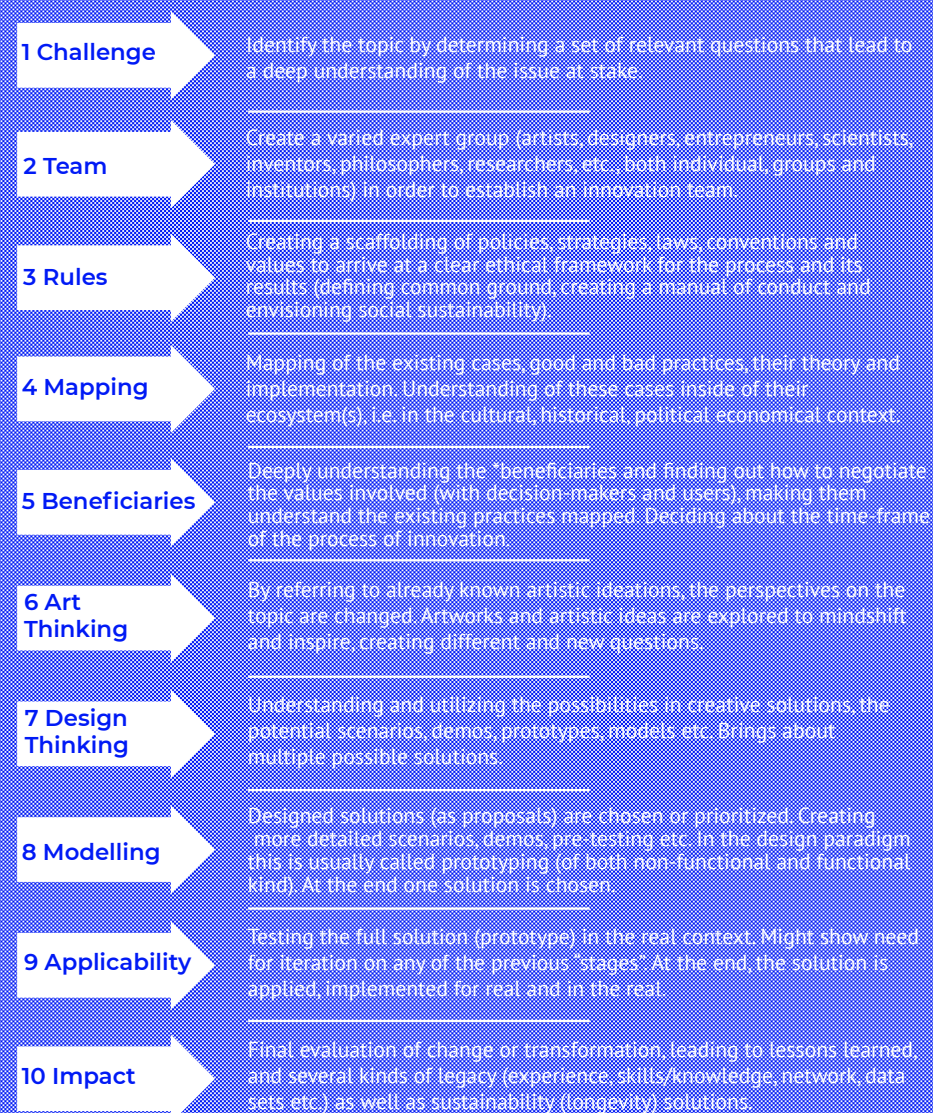 1 Challenge
Identify the topic by determining a set of relevant questions that lead to
a deep understanding of the issue at stake.
2 Team
Create a varied expert group (artists, designers, entrepreneurs, scientists,
inventors, philosophers, researchers, etc., both individual, groups and
institutions) in order to establish an innovation team.
3 Rules
Creating a scaffolding of policies, strategies, laws, conventions and
values to arrive at a clear ethical framework for the process and its
results (defining common ground, creating a manual of conduct and
envisioning social sustainability).
4 Mapping
Mapping of the existing cases, good and bad practices, their theory and
implementation. Understanding of these cases inside of their
ecosystem(s), i.e. in the cultural, historical, political economical context.
5 Beneficiaries
Deeply understanding the *beneficiaries and finding out how to negotiate
the values involved (with decision-makers and users), making them
understand the existing practices mapped. Deciding about the time-frame
of the process of innovation.
6 Art
Thinking
By referring to already known artistic ideations, the perspectives on the
topic are changed. Artworks and artistic ideas are explored to mindshift
and inspire, creating different and new questions.
7 Design
Thinking
Understanding and utilizing the possibilities in creative solutions, the
potential scenarios, demos, prototypes, models etc. Brings about
multiple possible solutions.
8 Modelling
Designed solutions (as proposals) are chosen or prioritized. Creating
more detailed scenarios, demos, pre-testing etc. In the design paradigm
this is usually called prototyping (of both non-functional and functional
kind). At the end one solution is chosen.
9 Applicability
Testing the full solution (prototype) in the real context. Might show need
for iteration on any of the previous "stages". At the end, the solution is
applied, implemented for real and in the real.
10 Impact
Final evaluation of change or transformation, leading to lessons learned,
and several kinds of legacy (experience, skills/knowledge, network, data
sets etc.) as well as sustainability (longevity) solutions.